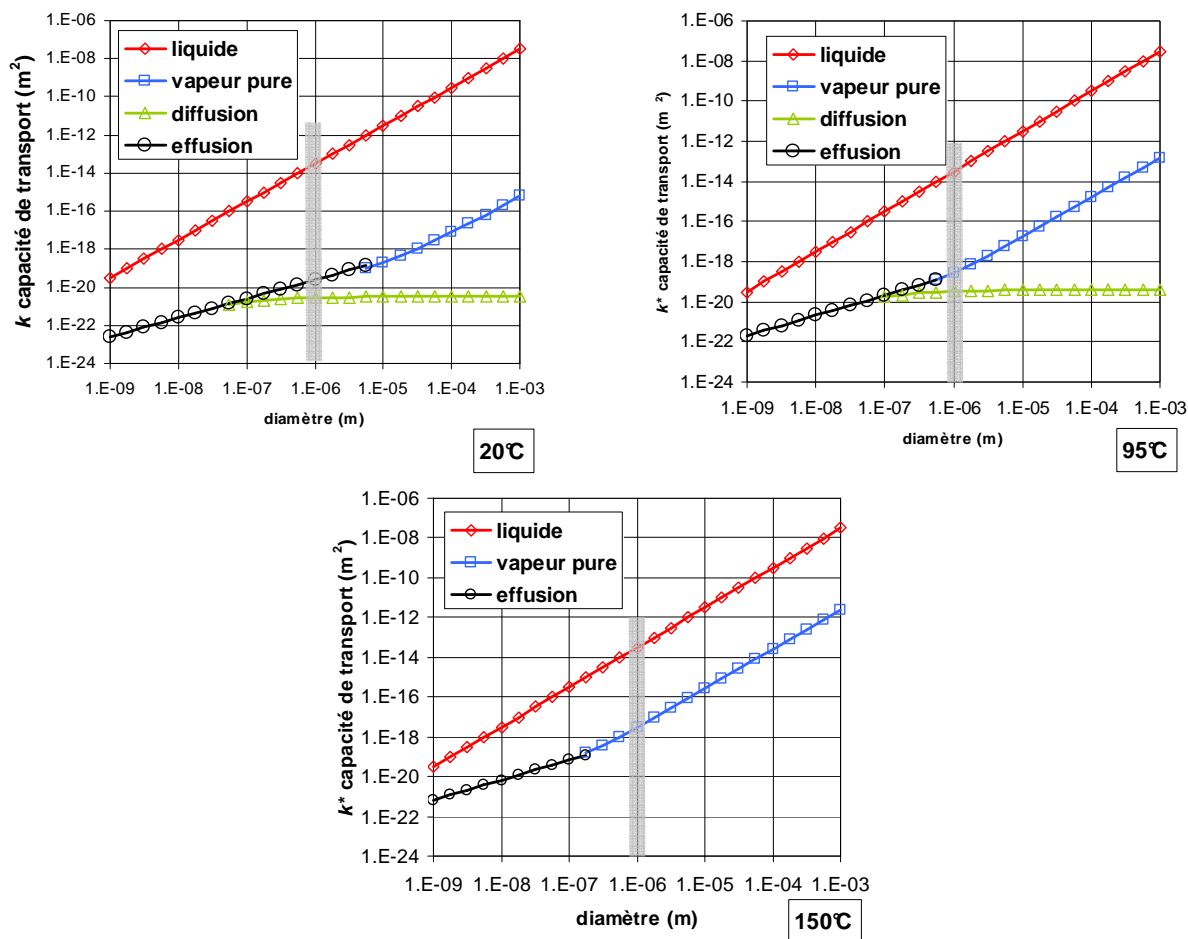 1.E-06
1.E-08
1.E-10
1.E-12
1.E-14
1.E-16
1.E-18
1.E-20
1.E-22
1.E-24
k capacité de transport (m²)
liquide
vapeur pure
diffusion
effusion
1.E-09 1.E-08 1.E-07 1.E-06 1.E-05 1.E-04 1.E-03
diamètre (m)
20°C
1.E-06
1.E-08
1.E-10
1.E-12
1.E-14
1.E-16
1.E-18
1.E-20
1.E-22
1.E-24
k* capacité de transport (m ²)
liquide
vapeur pure
diffusion
effusion
1.E-09 1.E-08 1.E-07 1.E-06 1.E-05 1.E-04 1.E-03
diamètre (m)
95°C
1.E-06
1.E-08
1.E-10
1.E-12
1.E-14
1.E-16
1.E-18
1.E-20
1.E-22
1.E-24
k* capacité de transport (m ²)
liquide
vapeur pure
effusion
1.E-09 1.E-08 1.E-07 1.E-06 1.E-05 1.E-04 1.E-03
diamètre (m)
150°C